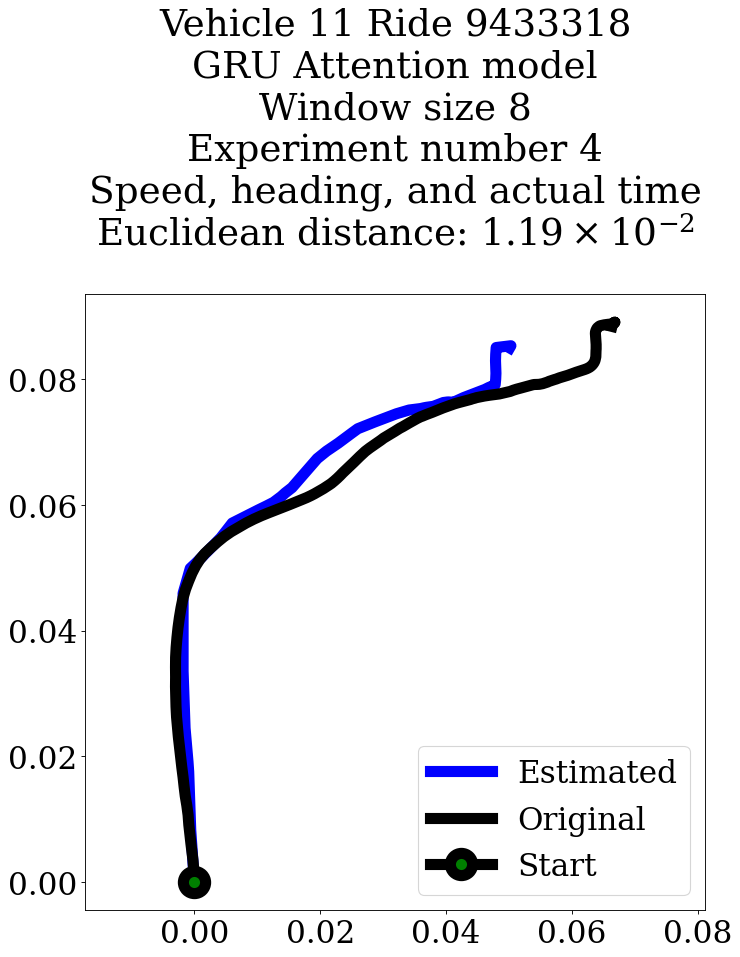 Vehicle 11 Ride 9433318
GRU Attention model
Window size 8
Experiment number 4
Speed, heading, and actual time
Euclidean distance: 1.19 × 10⁻²
0.08
0.06
0.04
0.02
0.00
Estimated
Original
Start
0.00 0.02 0.04 0.06 0.08